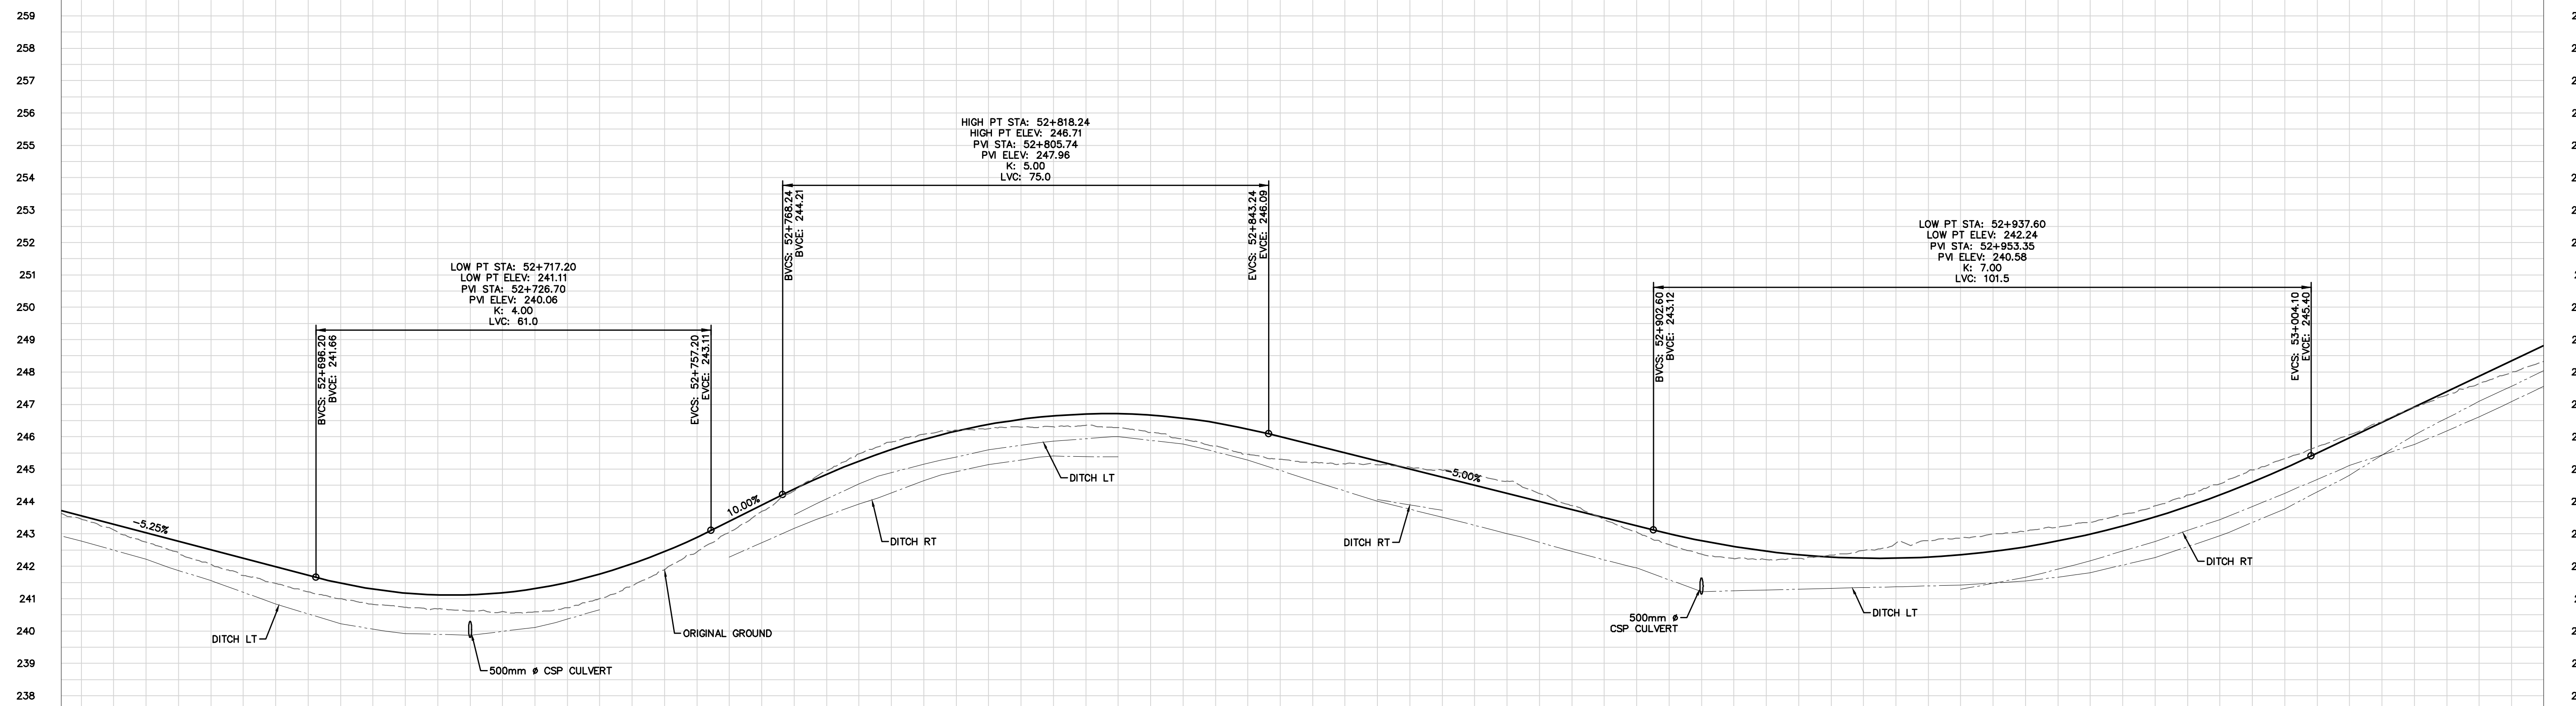 259
258
257
256
255
254
253
252
251
250
249
248
247
246
245
244
243
242
241
240
239
238
LOW PT STA: 52+717.20
LOW PT ELEV: 241.11
PVI STA: 52+726.70
PVI ELEV: 240.06
K: 4.00
LVC: 61.0
BVCS: 52+696.20
BVCE: 241.66
EVCS: 52+757.20
EVCE: 243.11
HIGH PT STA: 52+818.24
HIGH PT ELEV: 246.71
PVI STA: 52+805.74
PVI ELEV: 247.96
K: 5.00
LVC: 75.0
BVCS: 52+768.24
BVCE: 244.21
EVCS: 52+843.24
EVCE: 246.09
LOW PT STA: 52+937.60
LOW PT ELEV: 242.24
PVI STA: 52+953.35
PVI ELEV: 240.58
K: 7.00
LVC: 101.5
BVCS: 52+902.60
BVCE: 243.12
EVCS: 53+004.10
EVCE: 245.40
-5.25%
10.00%
-5.00%
DITCH LT
500mm ø CSP CULVERT
ORIGINAL GROUND
DITCH RT
DITCH LT
DITCH RT
500mm ø
CSP CULVERT
DITCH LT
DITCH RT